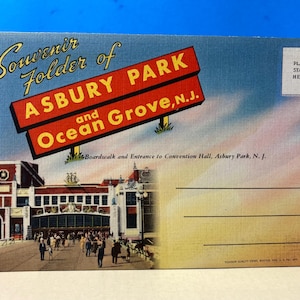 Souvenir
Folder of
ASBURY PARK
and
Ocean Grove, N.J.
Boardwalk and Entrance to Convention Hall, Asbury Park, N. J.